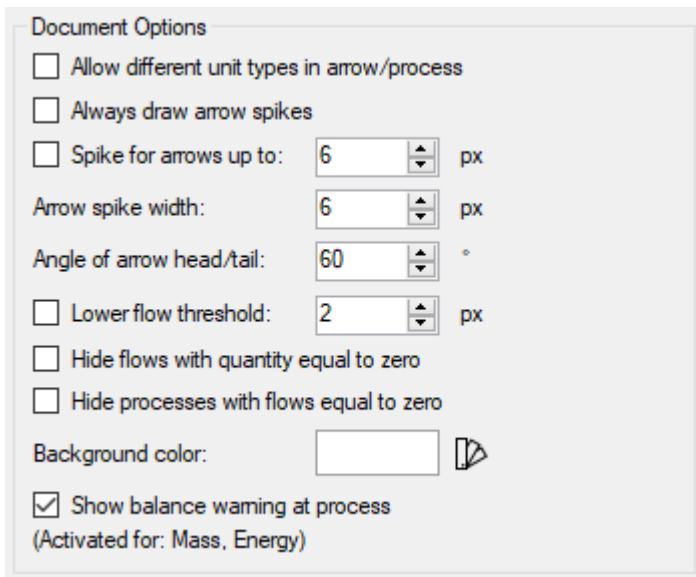 Document Options
Allow different unit types in arrow/process
Always draw arrow spikes
Spike for arrows up to: 6 px
Arrow spike width: 6 px
Angle of arrow head/tail: 60 °
Lower flow threshold: 2 px
Hide flows with quantity equal to zero
Hide processes with flows equal to zero
Background color:
Show balance warning at process
(Activated for: Mass, Energy)